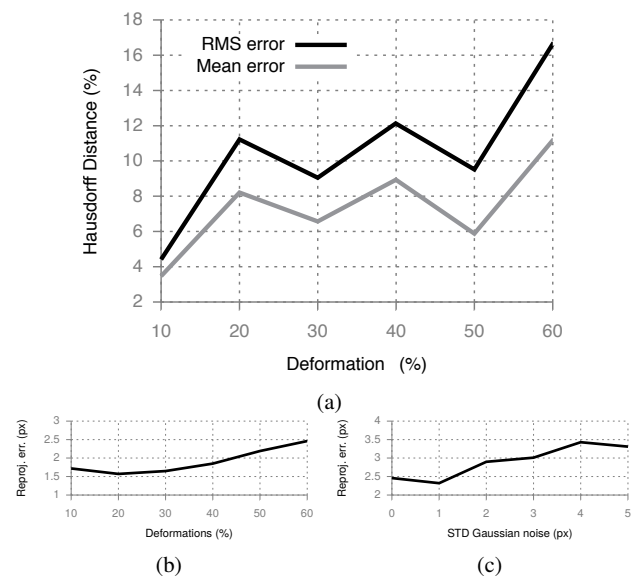 18
16
14
12
10
8
6
4
2
Hausdorff Distance (%)
RMS error
Mean error
10 20 30 40 50 60
Deformation (%)
(a)
3
2.5
2
1.5
1
Reproj. err. (px)
10 20 30 40 50 60
Deformations (%)
(b)
4
3.5
3
2.5
2
Reproj. err. (px)
0 1 2 3 4 5
STD Gaussian noise (px)
(c)